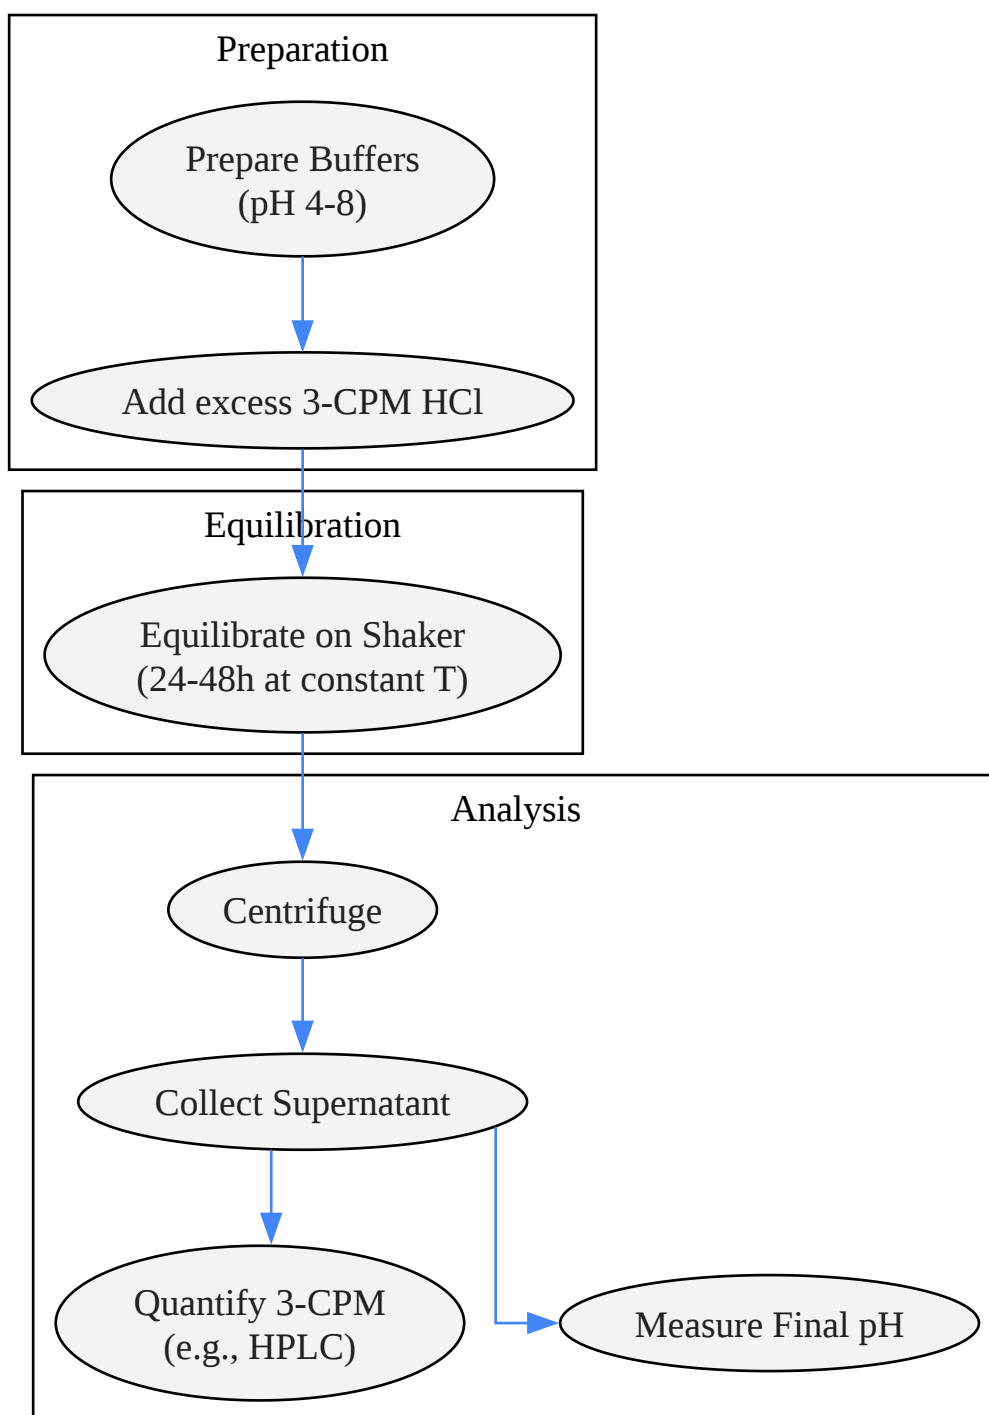 Preparation
Prepare Buffers
(pH 4-8)
Add excess 3-CPM HCl
Equilibration
Equilibrate on Shaker
(24-48h at constant T)
Analysis
Centrifuge
Collect Supernatant
Quantify 3-CPM
(e.g., HPLC)
Measure Final pH